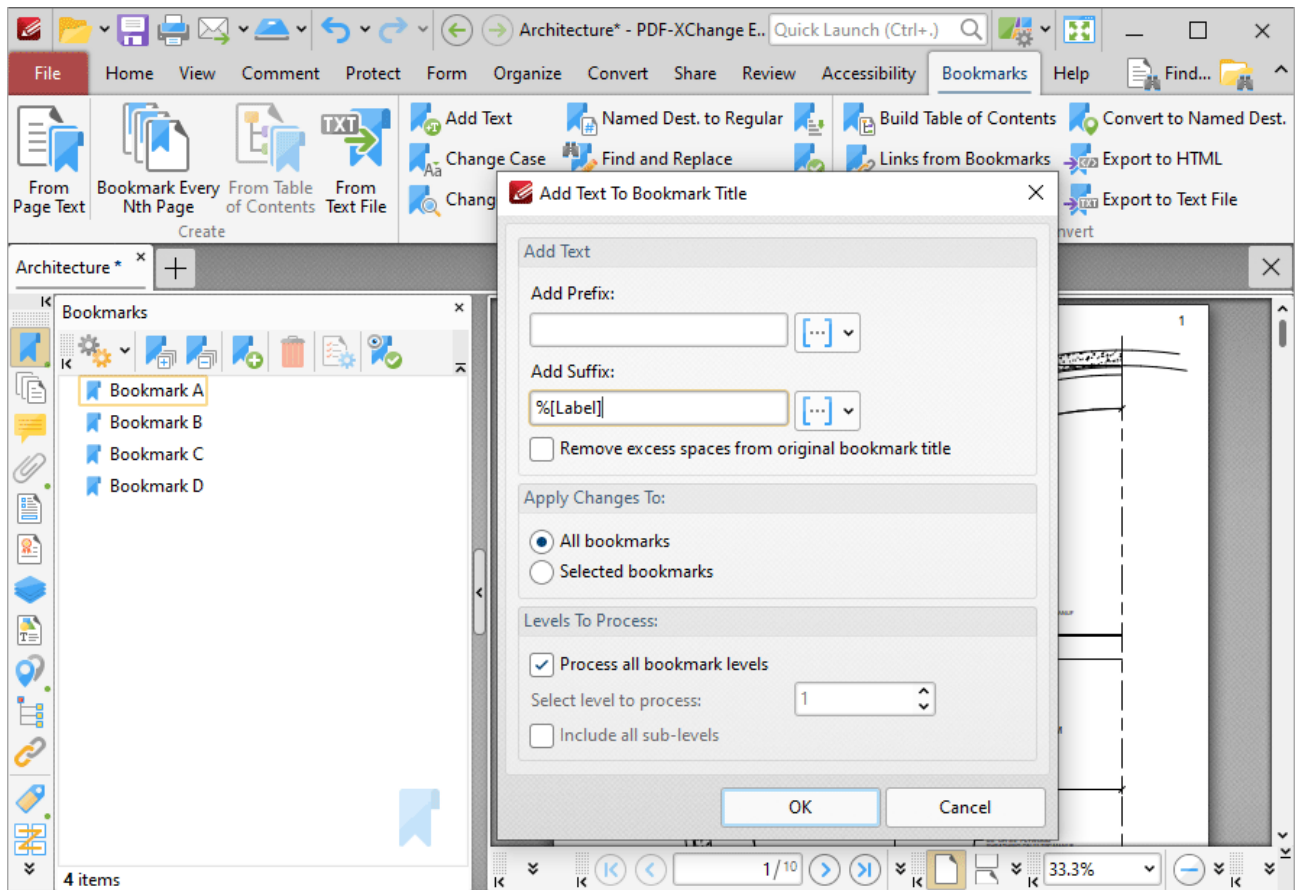 Architecture* - PDF-XChange E..
Quick Launch (Ctrl+.)
File Home View Comment Protect Form Organize Convert Share Review Accessibility Bookmarks Help Find...
From Page Text
Bookmark Every Nth Page
From Table of Contents
TXT
From Text File
Create
Add Text
Change Case
Chang
Named Dest. to Regular
Find and Replace
Build Table of Contents
Links from Bookmarks
Convert to Named Dest.
Export to HTML
Export to Text File
nvert
Architecture *
Bookmarks
Bookmark A
Bookmark B
Bookmark C
Bookmark D
4 items
Add Text To Bookmark Title
Add Text
Add Prefix:
Add Suffix:
%[Label]
Remove excess spaces from original bookmark title
Apply Changes To:
All bookmarks
Selected bookmarks
Levels To Process:
Process all bookmark levels
Select level to process: 1
Include all sub-levels
OK Cancel
1
1/10
33.3%